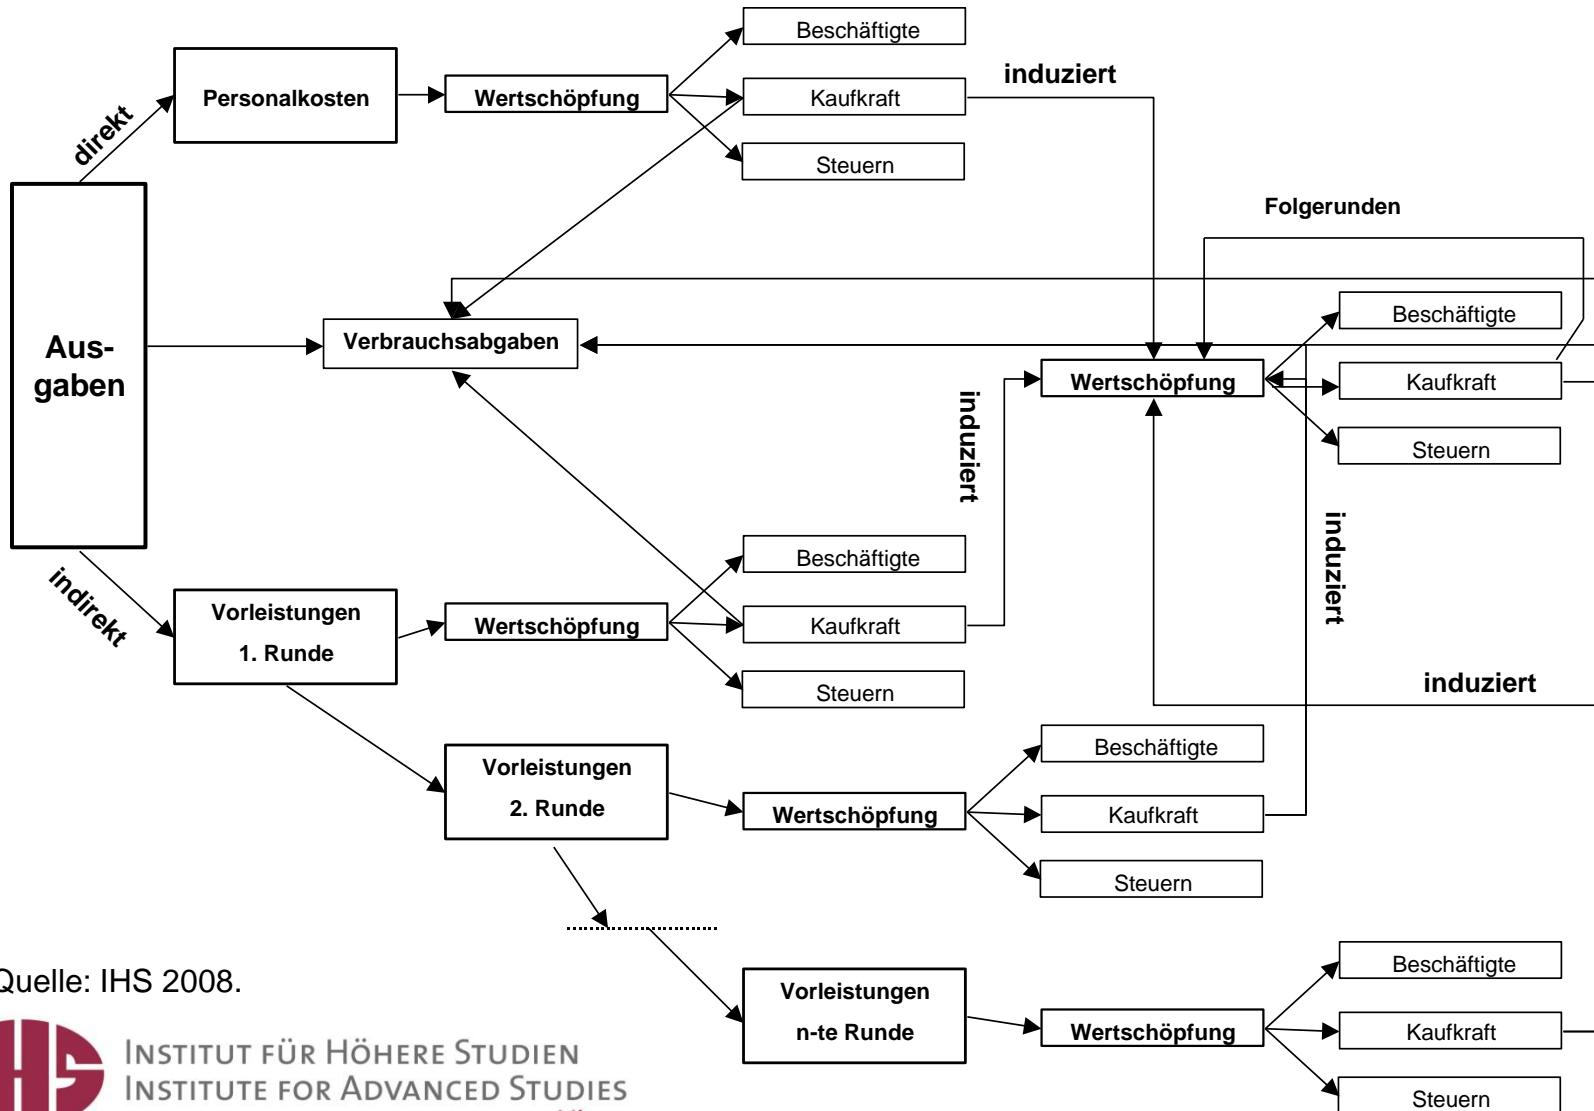 Beschäftigte
Personalkosten
Wertschöpfung
Kaufkraft
induziert
direkt
Steuern
Folgerunden
Aus-
gaben
Verbrauchsabgaben
Beschäftigte
Wertschöpfung
Kaufkraft
Steuern
induziert
induziert
indirekt
Vorleistungen
1. Runde
Wertschöpfung
Beschäftigte
Kaufkraft
Steuern
induziert
Vorleistungen
2. Runde
Wertschöpfung
Beschäftigte
Kaufkraft
Steuern
Vorleistungen
n-te Runde
Wertschöpfung
Beschäftigte
Kaufkraft
Steuern
Quelle: IHS 2008.
IHS
INSTITUT FÜR HÖHERE STUDIEN
INSTITUTE FOR ADVANCED STUDIES